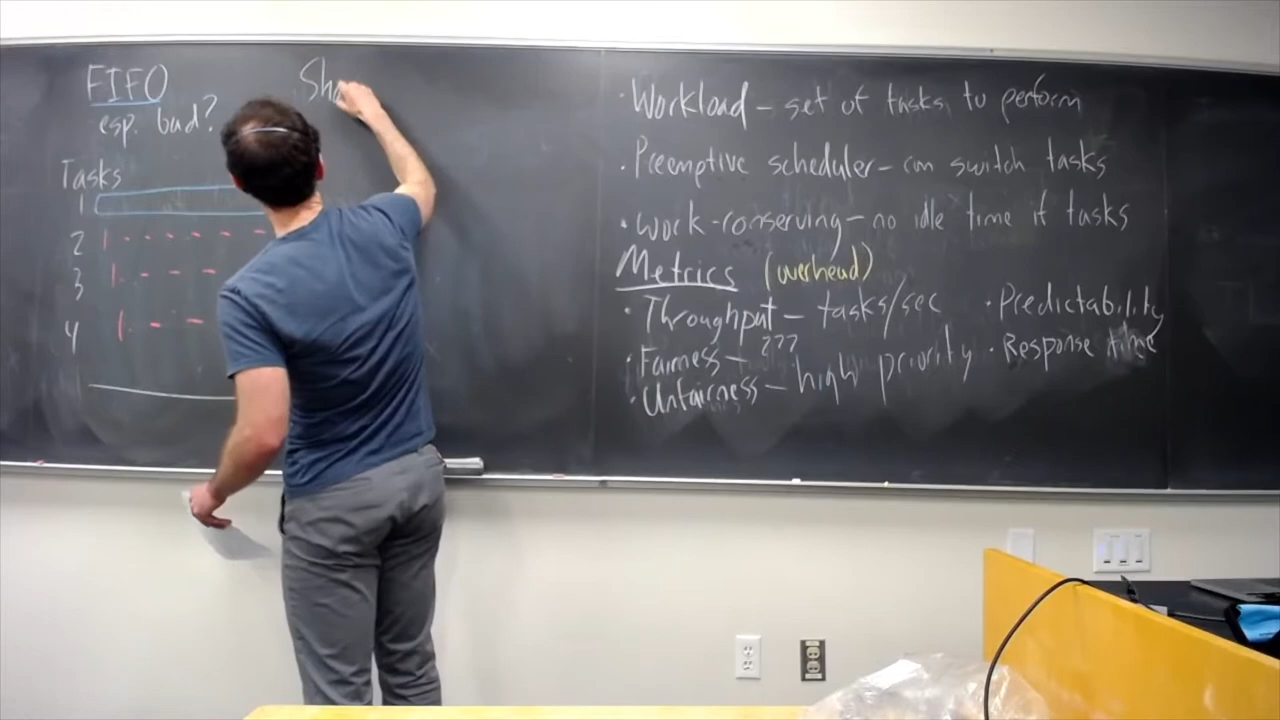 FIFO
esp. bad?
Tasks
1
2
3
4
Sho
· Workload – set of tasks to perform
· Preemptive scheduler – can switch tasks
· Work-conserving – no idle time if tasks
Metrics (overhead)
· Throughput – tasks/sec
· Fairness – ???
· Unfairness – high priority
· Predictability
· Response time